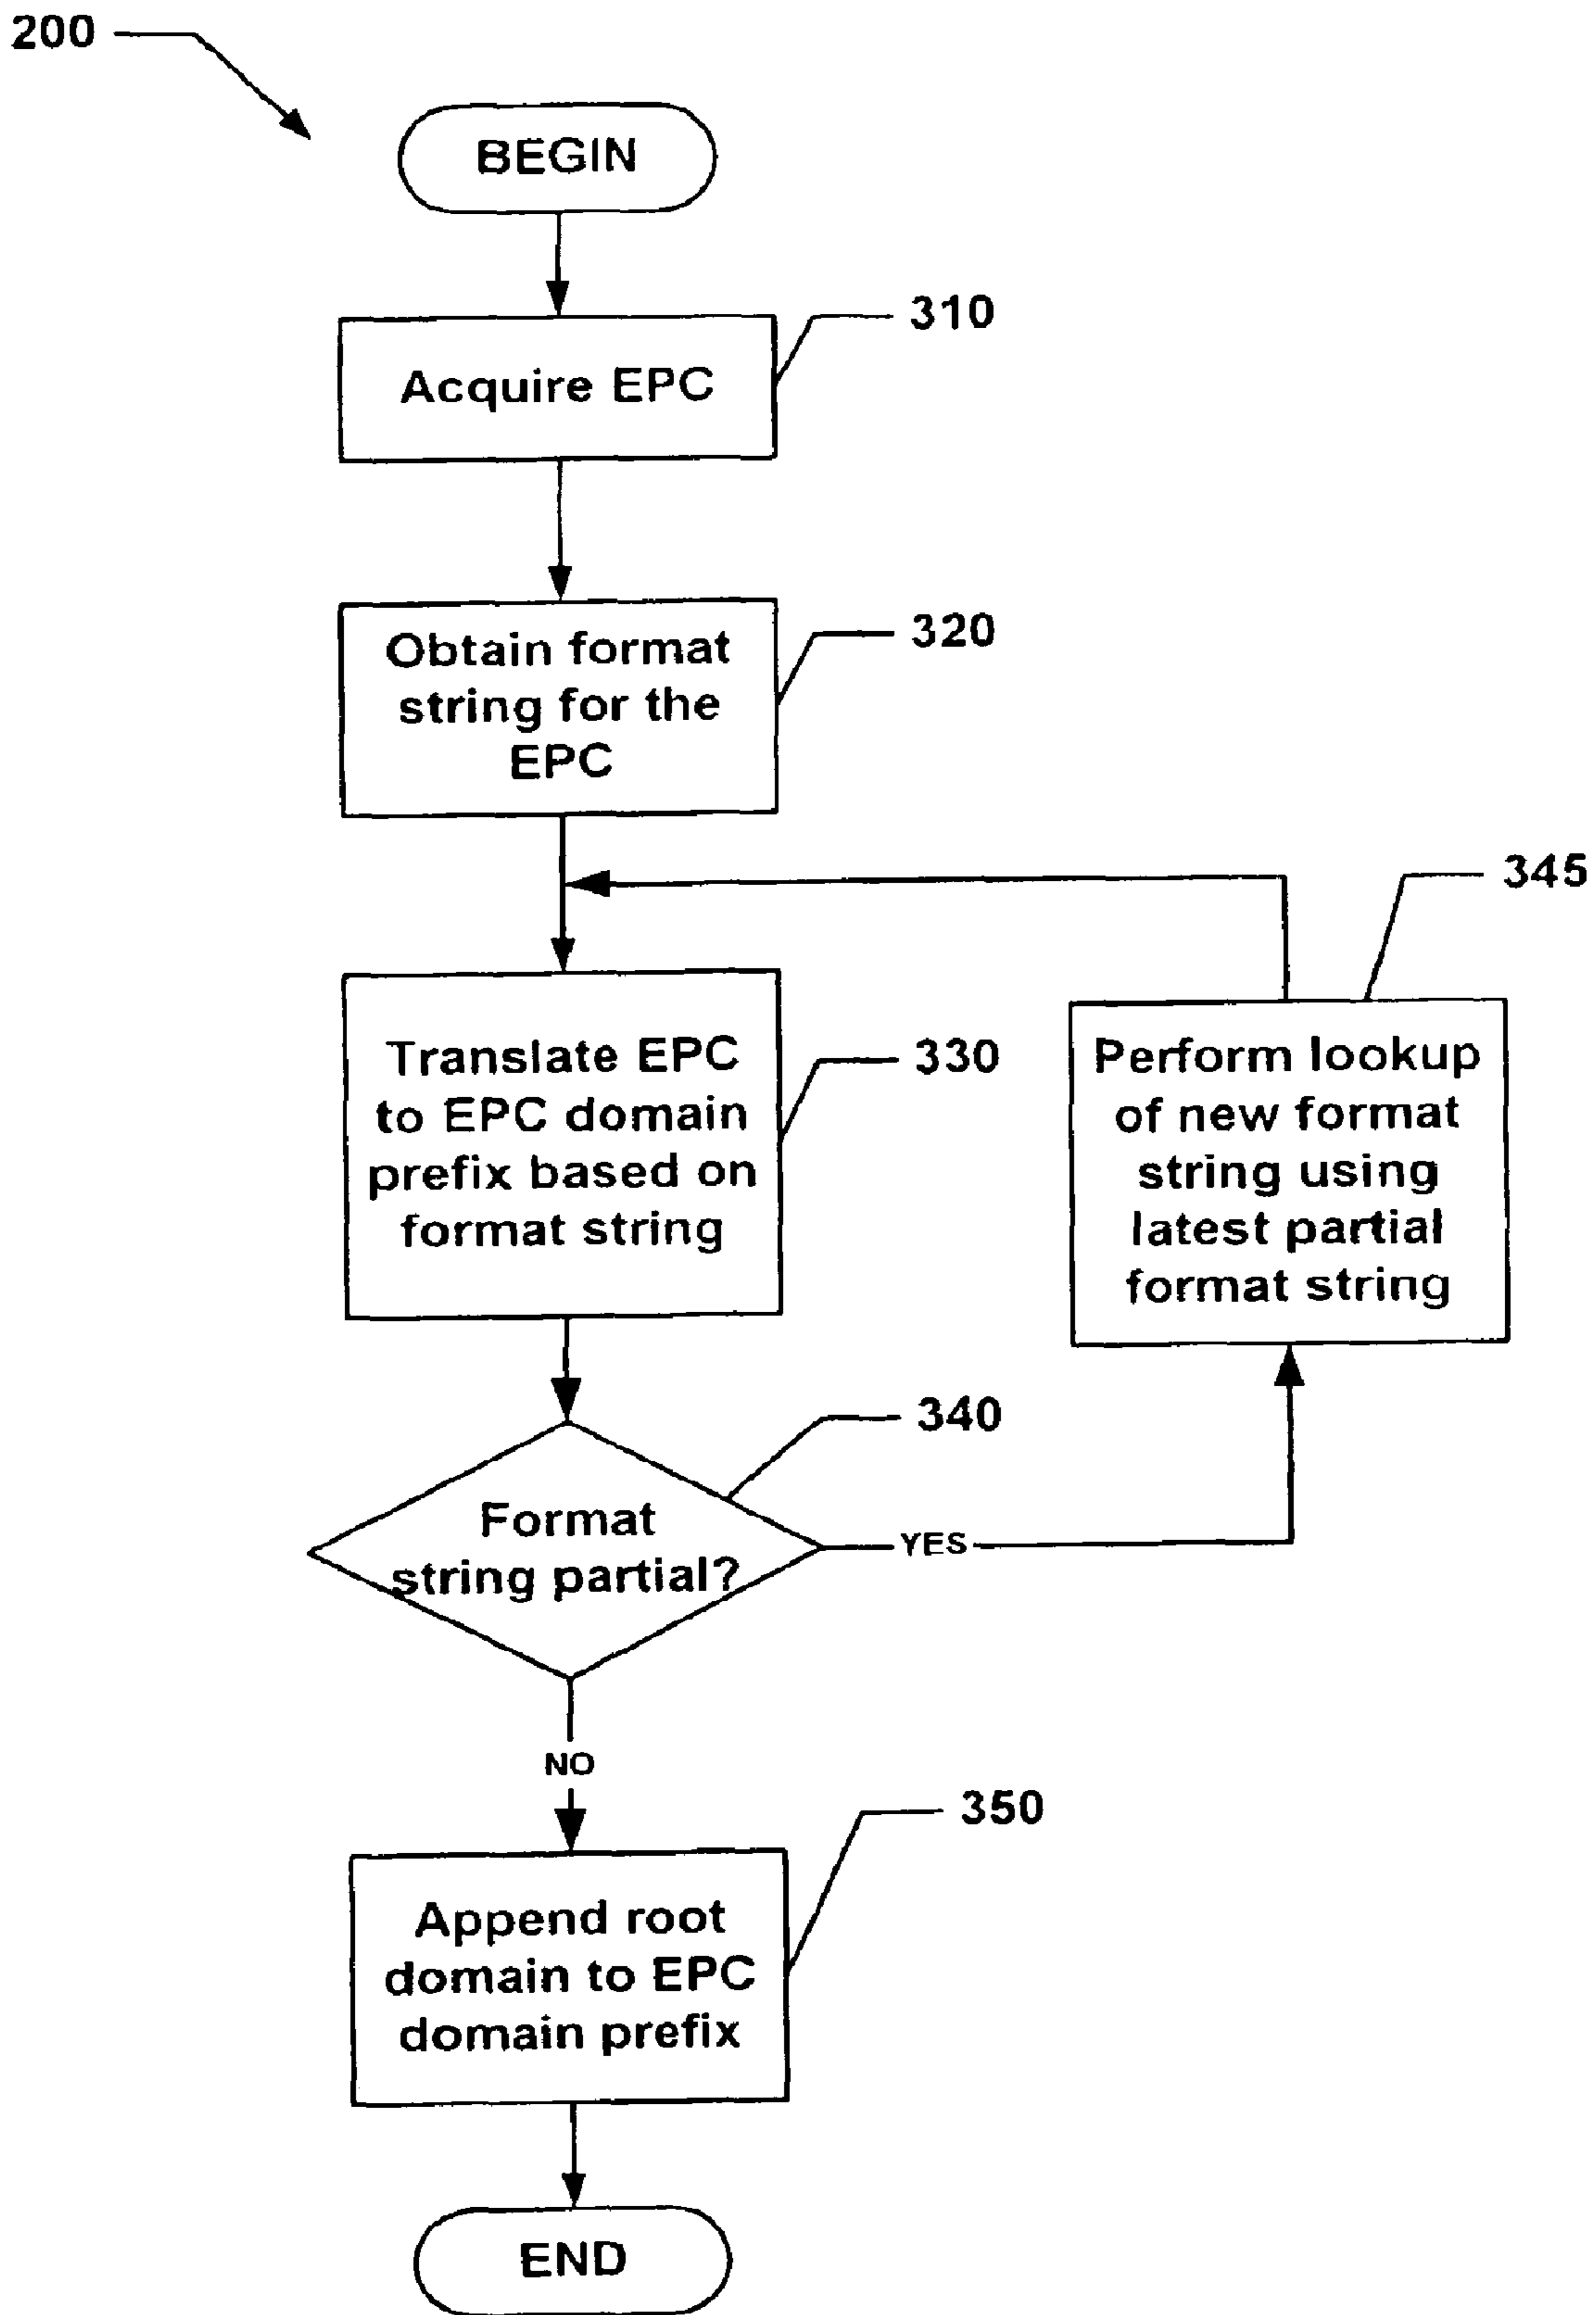 200
BEGIN
310
Acquire EPC
320
Obtain format
string for the
EPC
345
330
Translate EPC
to EPC domain
prefix based on
format string
Perform lookup
of new format
string using
latest partial
format string
340
Format
string partial?
YES
NO
350
Append root
domain to EPC
domain prefix
END